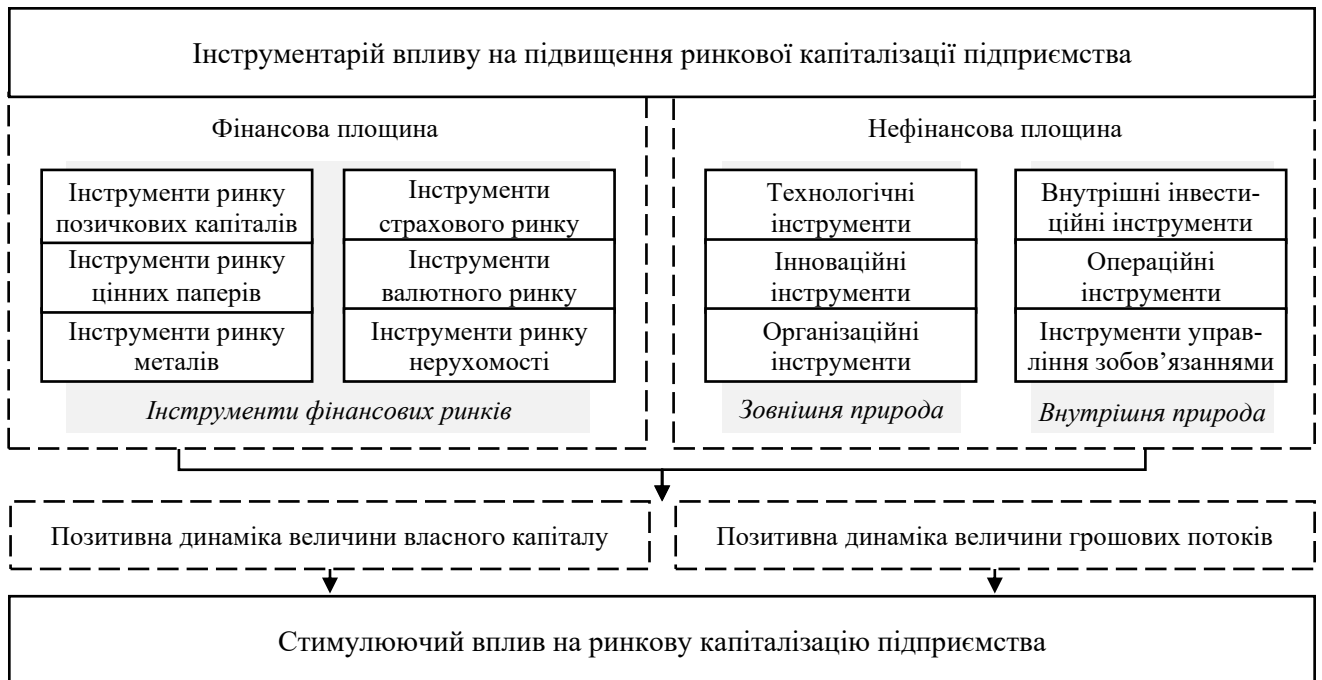 Інструментарій впливу на підвищення ринкової капіталізації підприємства
Фінансова площина
Інструменти ринку
позичкових капіталів
Інструменти ринку
цінних паперів
Інструменти ринку
металів
Інструменти
страхового ринку
Інструменти
валютного ринку
Інструменти ринку
нерухомості
Інструменти фінансових ринків
Нефінансова площина
Технологічні
інструменти
Інноваційні
інструменти
Організаційні
інструменти
Зовнішня природа
Внутрішні інвести-
ційні інструменти
Операційні
інструменти
Інструменти управ-
ління зобов’язаннями
Внутрішня природа
Позитивна динаміка величини власного капіталу
Позитивна динаміка величини грошових потоків
Стимулюючий вплив на ринкову капіталізацію підприємства